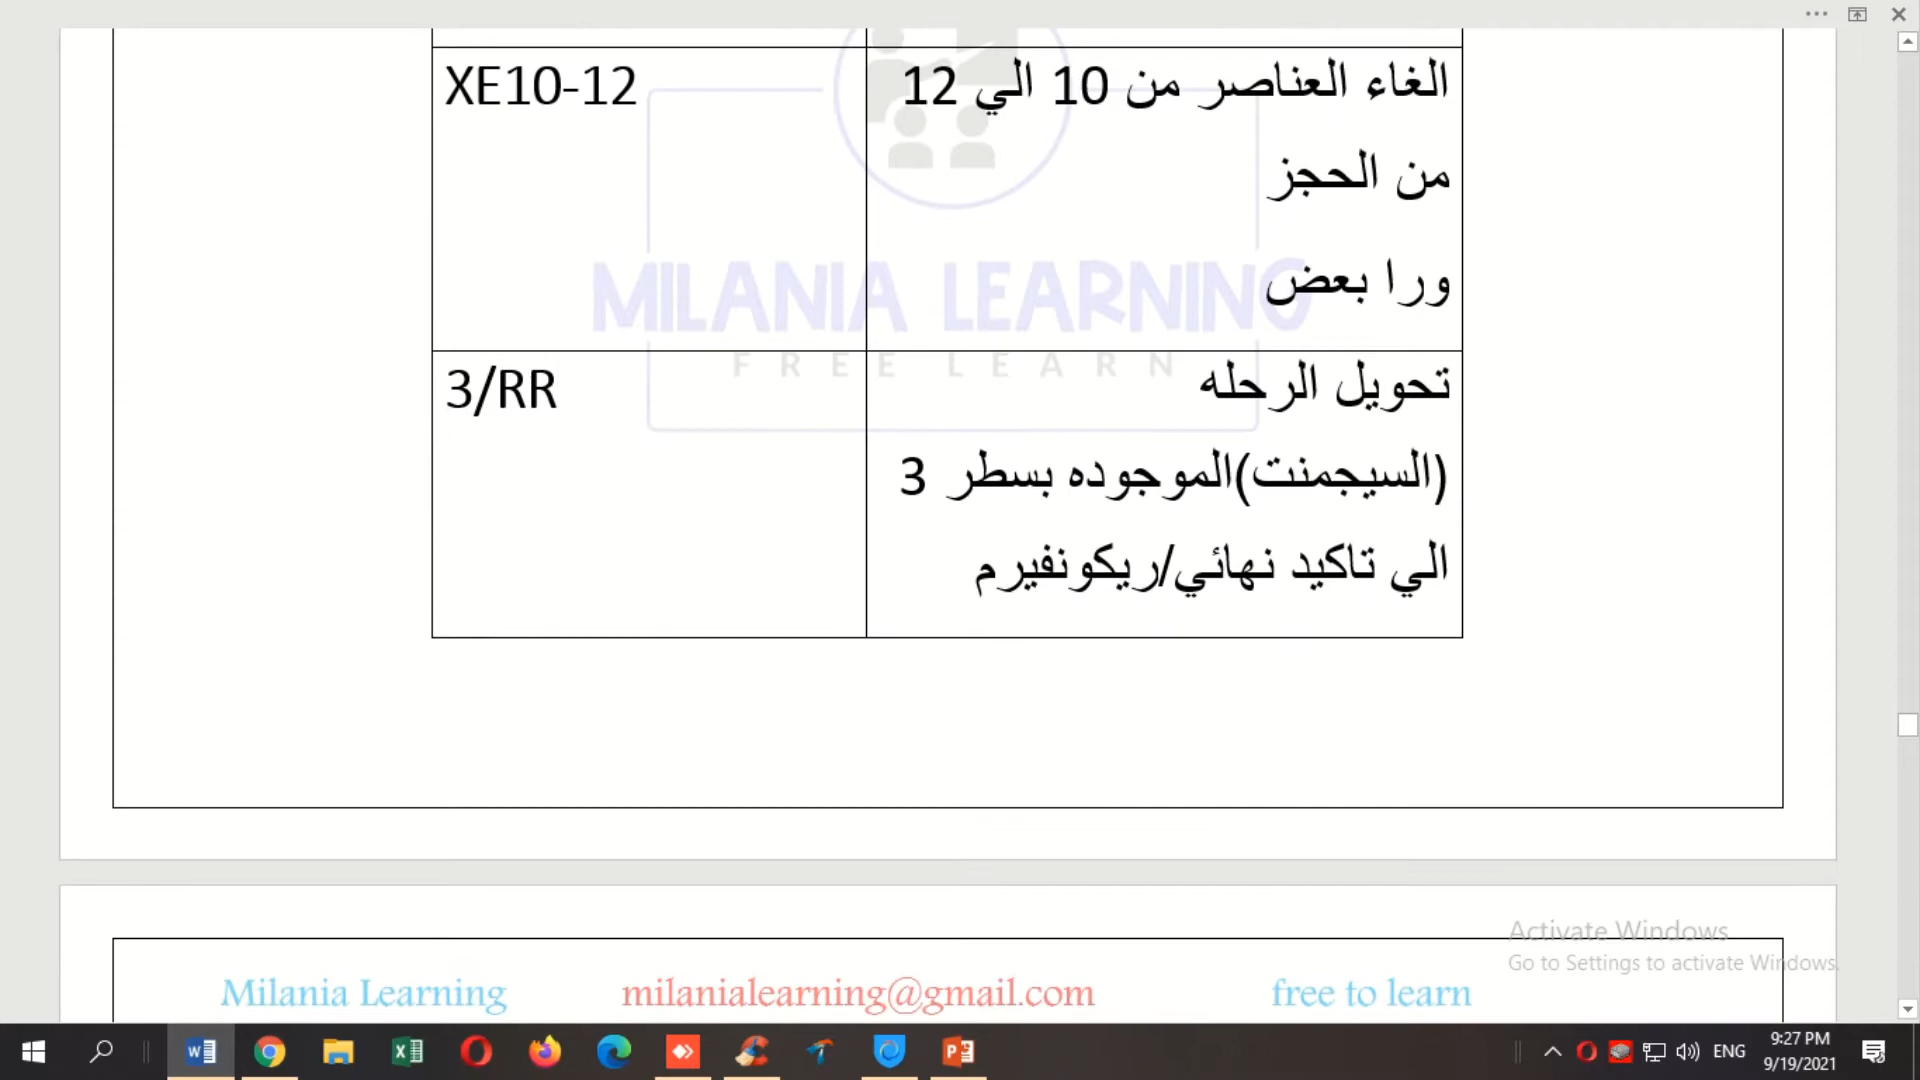 XE10-12
الغاء العناصر من 10 الي 12
من الحجز
ورا بعض
3/RR
تحويل الرحله
(السيجمنت)الموجوده بسطر 3
الي تاكيد نهائي/ريكونفيرم
MILANIA LEARNING
FREE LEARN
Activate Windows
Go to Settings to activate Windows.
Milania Learning milanialearning@gmail.com free to learn
ENG
9:27 PM
9/19/2021